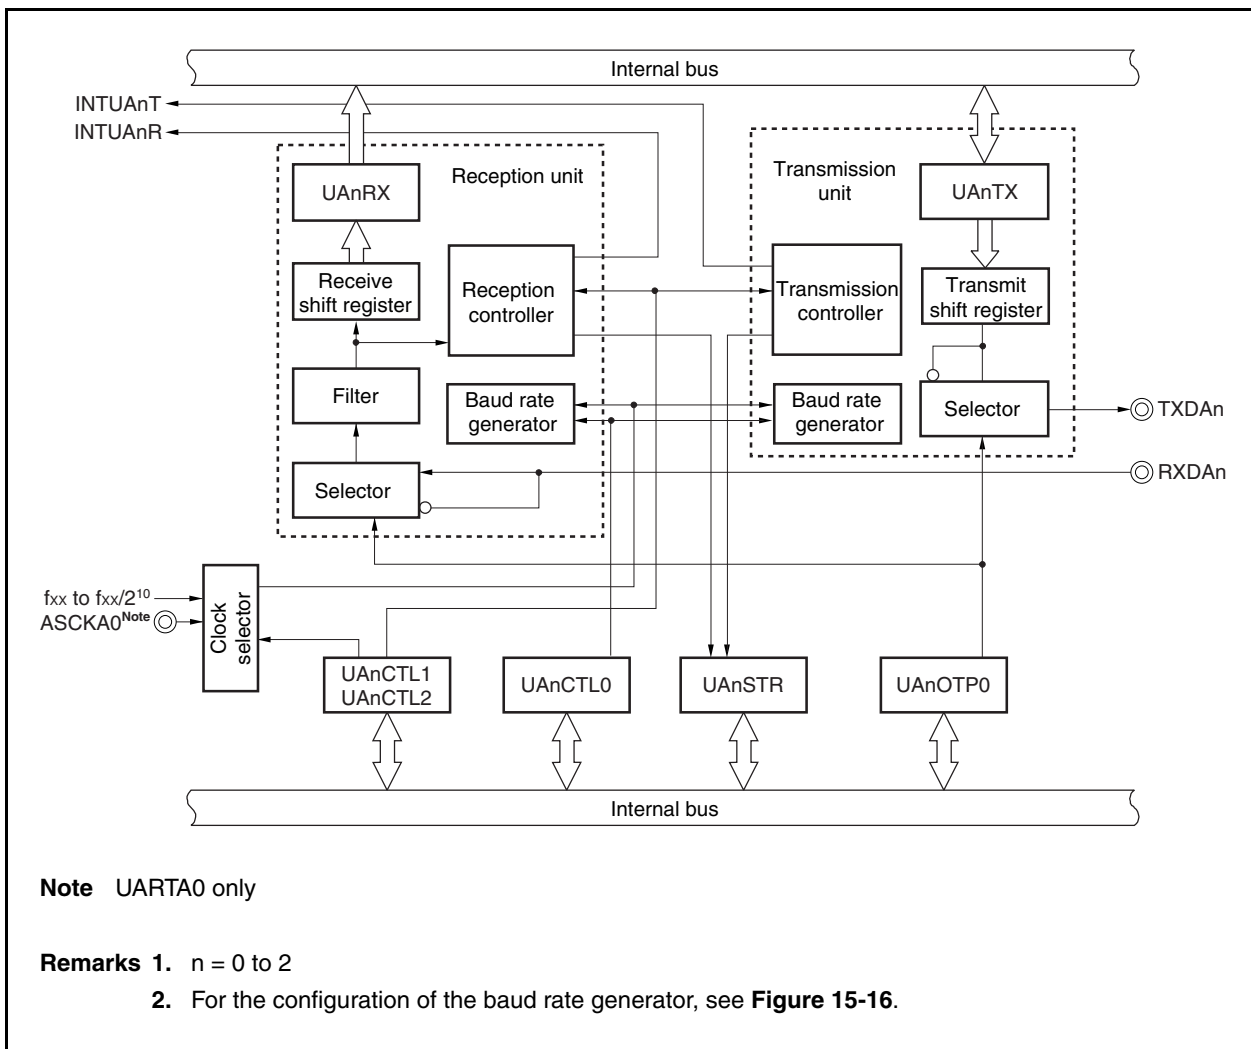 Internal bus
INTUAnT
INTUAnR
Reception unit
Transmission
unit
UAnRX
UAnTX
Receive
shift register
Reception
controller
Transmission
controller
Transmit
shift register
Filter
Baud rate
generator
Baud rate
generator
Selector
TXDAn
Selector
RXDAn
fxx to fxx/2¹⁰
ASCKA0Note
Clock
selector
UAnCTL1
UAnCTL2
UAnCTL0
UAnSTR
UAnOTP0
Internal bus
Note UARTA0 only
Remarks 1. n = 0 to 2
2. For the configuration of the baud rate generator, see Figure 15-16.